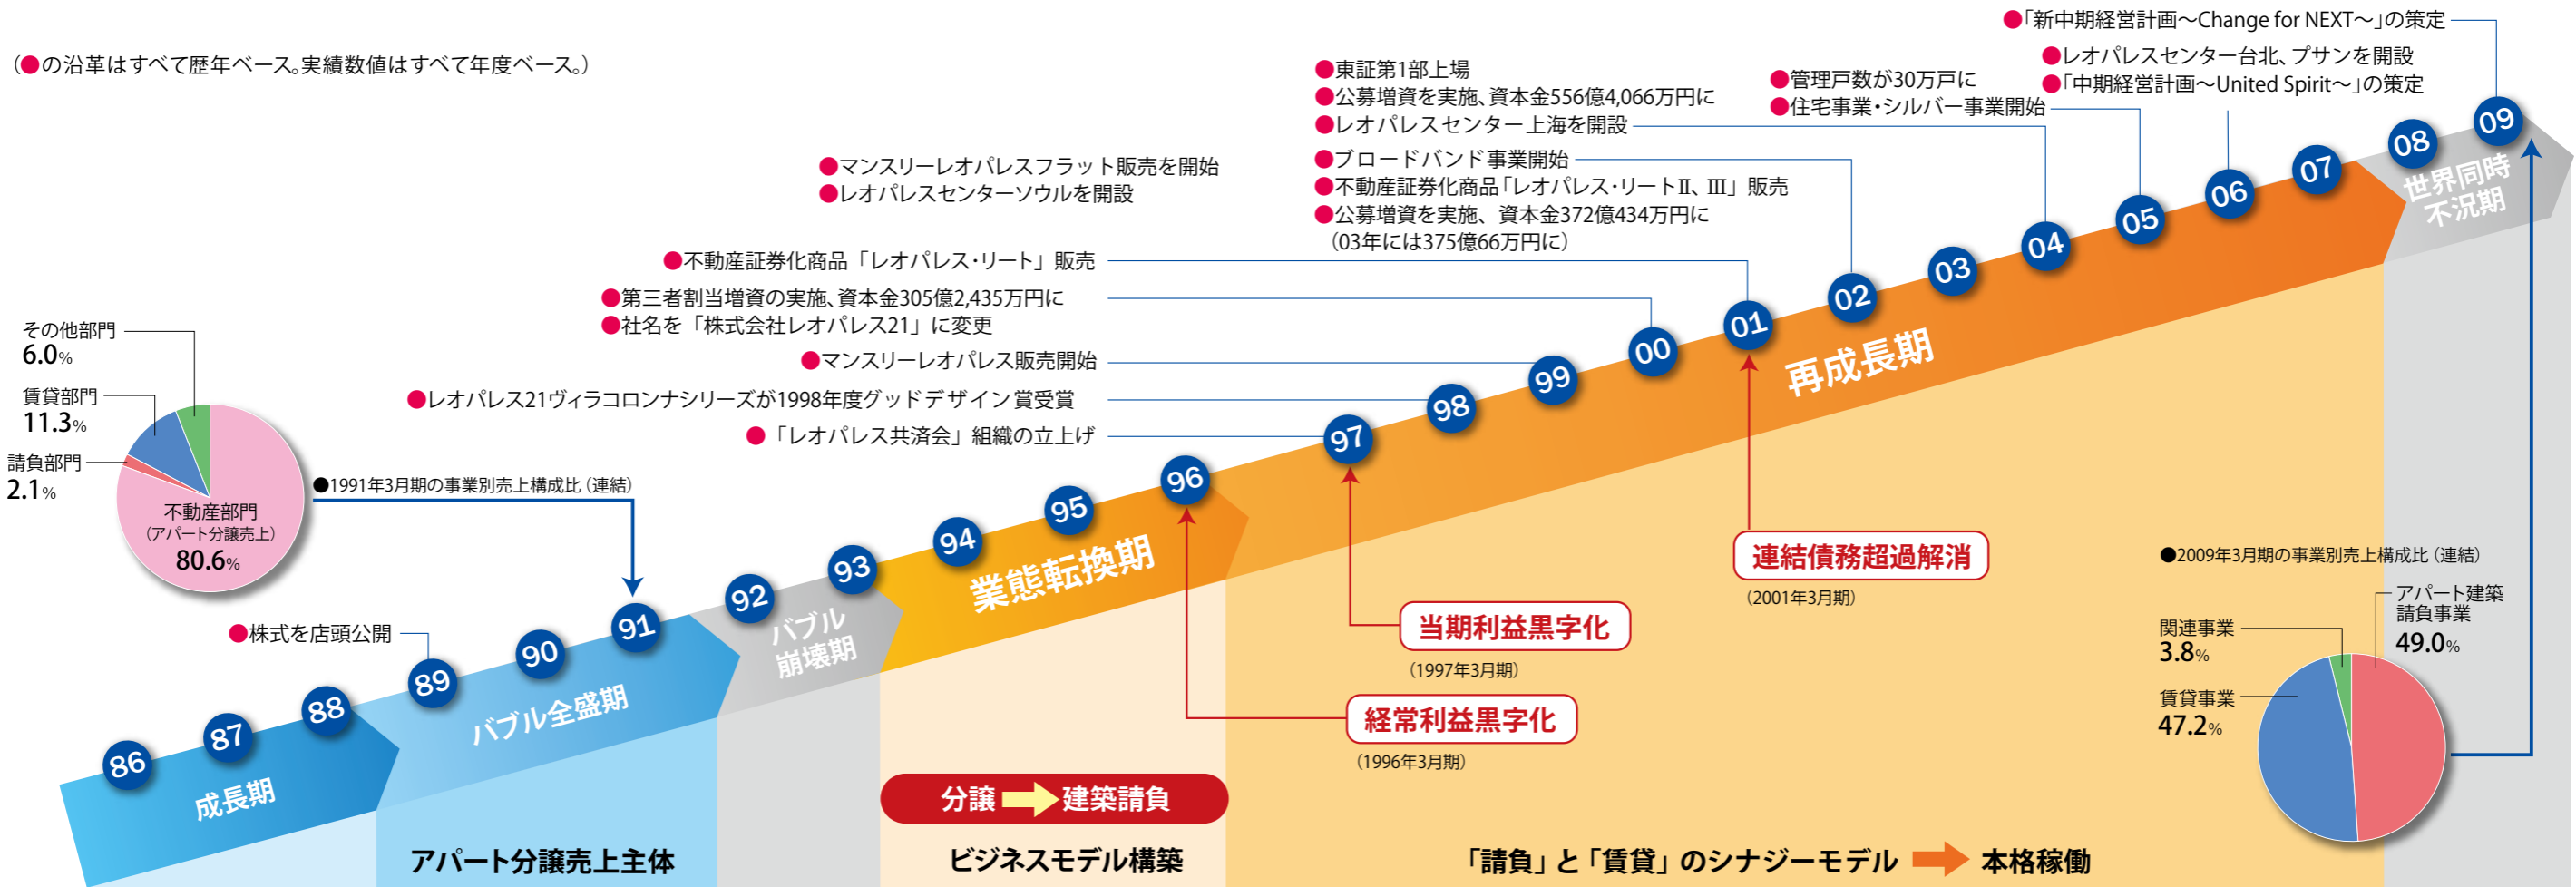 （●の沿革はすべて歴年ベース。実績数値はすべて年度ベース。）
●「新中期経営計画～Change for NEXT～」の策定
●レオパレスセンター台北、プサンを開設
●「中期経営計画～United Spirit～」の策定
●管理戸数が30万戸に
●住宅事業・シルバー事業開始
●東証第1部上場
●公募増資を実施、資本金556億4,066万円に
●レオパレスセンター上海を開設
●ブロードバンド事業開始
●不動産証券化商品「レオパレス・リートⅡ、Ⅲ」販売
●公募増資を実施、資本金372億434万円に
（03年には375億66万円に）
●マンスリーレオパレスフラット販売を開始
●レオパレスセンターソウルを開設
●不動産証券化商品「レオパレス・リート」販売
●第三者割当増資の実施、資本金305億2,435万円に
●社名を「株式会社レオパレス21」に変更
●マンスリーレオパレス販売開始
●レオパレス21ヴィラコロンナシリーズが1998年度グッドデザイン賞受賞
●「レオパレス共済会」組織の立上げ
その他部門
6.0%
賃貸部門
11.3%
請負部門
2.1%
不動産部門
（アパート分譲売上）
80.6%
●1991年3月期の事業別売上構成比（連結）
●株式を店頭公開
86
87
88
89
90
91
92
93
94
95
96
97
98
99
00
01
02
03
04
05
06
07
08
09
成長期
バブル全盛期
バブル
崩壊期
業態転換期
再成長期
世界同時
不況期
連結債務超過解消
（2001年3月期）
当期利益黒字化
（1997年3月期）
経常利益黒字化
（1996年3月期）
●2009年3月期の事業別売上構成比（連結）
アパート建築
請負事業
49.0%
関連事業
3.8%
賃貸事業
47.2%
分譲 建築請負
アパート分譲売上主体
ビジネスモデル構築
「請負」と「賃貸」のシナジーモデル 本格稼働